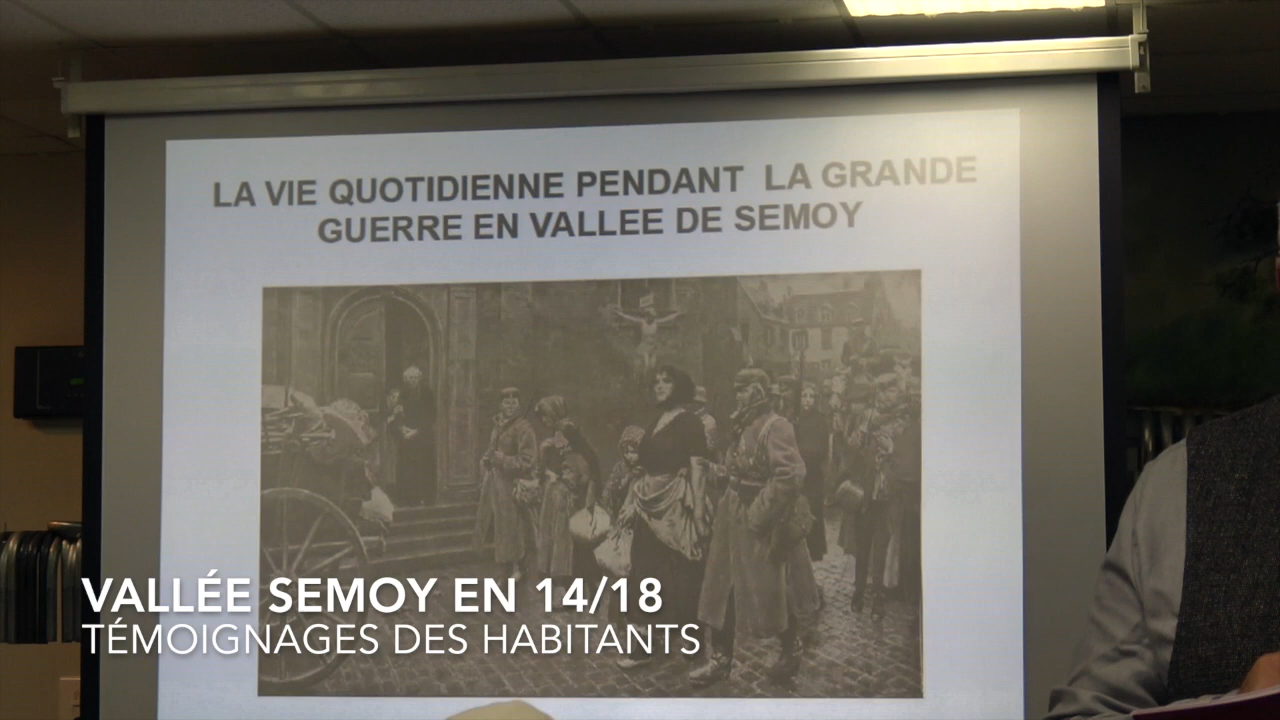 LA VIE QUOTIDIENNE PENDANT LA GRANDE
GUERRE EN VALLEE DE SEMOY
VALLÉE SEMOY EN 14/18
TÉMOIGNAGES DES HABITANTS